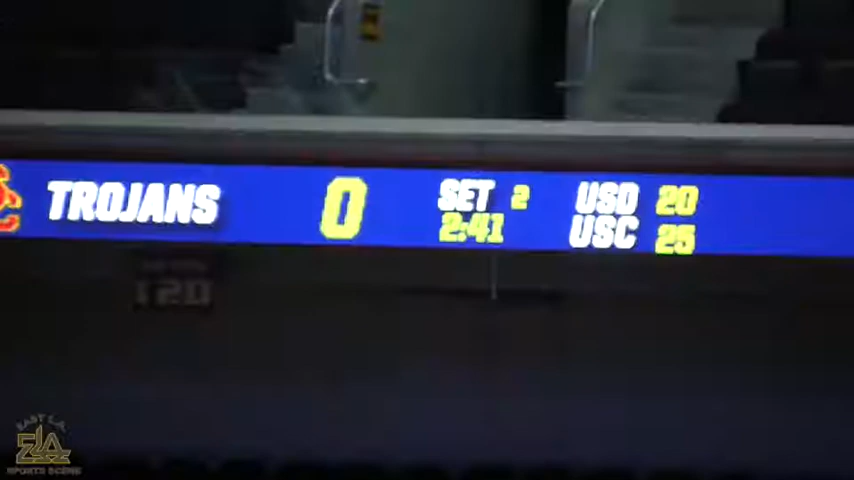 TROJANS 0 SET 2 USD 20
2:41 USC 25
120
EAST L.A.
ELA
SPORTS SCENE